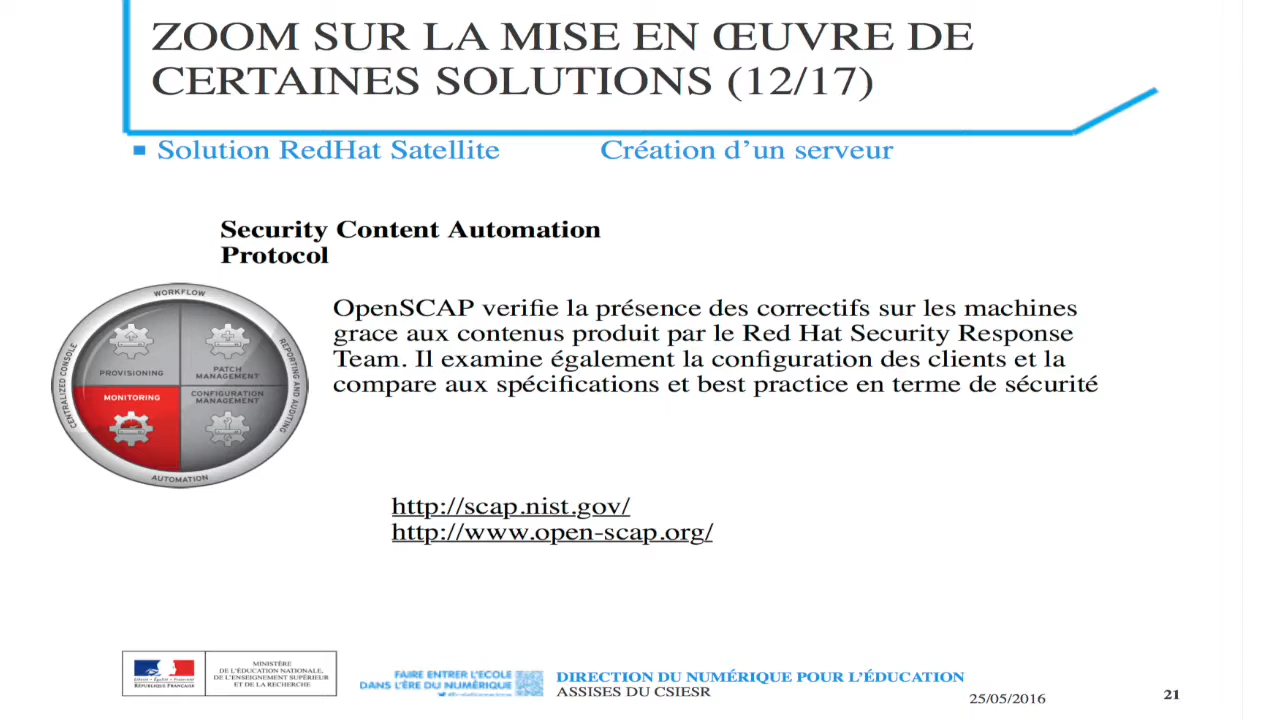 ZOOM SUR LA MISE EN ŒUVRE DE
CERTAINES SOLUTIONS (12/17)
Solution RedHat Satellite
Création d’un serveur
Security Content Automation
Protocol
WORKFLOW
CENTRALIZED CONSOLE
REPORTING AND AUDITING
PROVISIONING
PATCH
MANAGEMENT
MONITORING
CONFIGURATION
MANAGEMENT
AUTOMATION
OpenSCAP verifie la présence des correctifs sur les machines
grace aux contenus produit par le Red Hat Security Response
Team. Il examine également la configuration des clients et la
compare aux spécifications et best practice en terme de sécurité
http://scap.nist.gov/
http://www.open-scap.org/
Liberté • Égalité • Fraternité
RÉPUBLIQUE FRANÇAISE
MINISTÈRE
DE L’ÉDUCATION NATIONALE,
DE L’ENSEIGNEMENT SUPÉRIEUR
ET DE LA RECHERCHE
FAIRE ENTRER L’ECOLE
DANS L’ÈRE DU NUMÉRIQUE
DIRECTION DU NUMÉRIQUE POUR L’ÉDUCATION
ASSISES DU CSIESR
25/05/2016
21